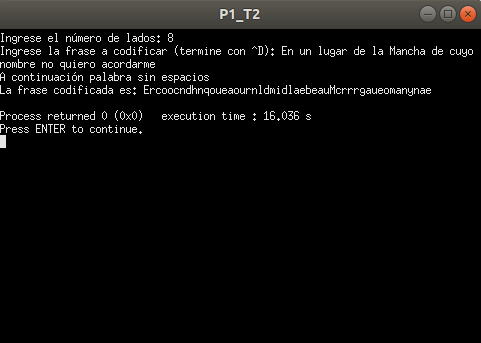 P1_T2
Ingrese el número de lados: 8
Ingrese la frase a codificar (termine con ^D): En un lugar de la Mancha de cuyo
nombre no quiero acordarme
A continuación palabra sin espacios
La frase codificada es: ErcoocndhnqoueaournldmidlaebeauMcrrrgaueomanynae
Process returned 0 (0x0)   execution time : 16.036 s
Press ENTER to continue.